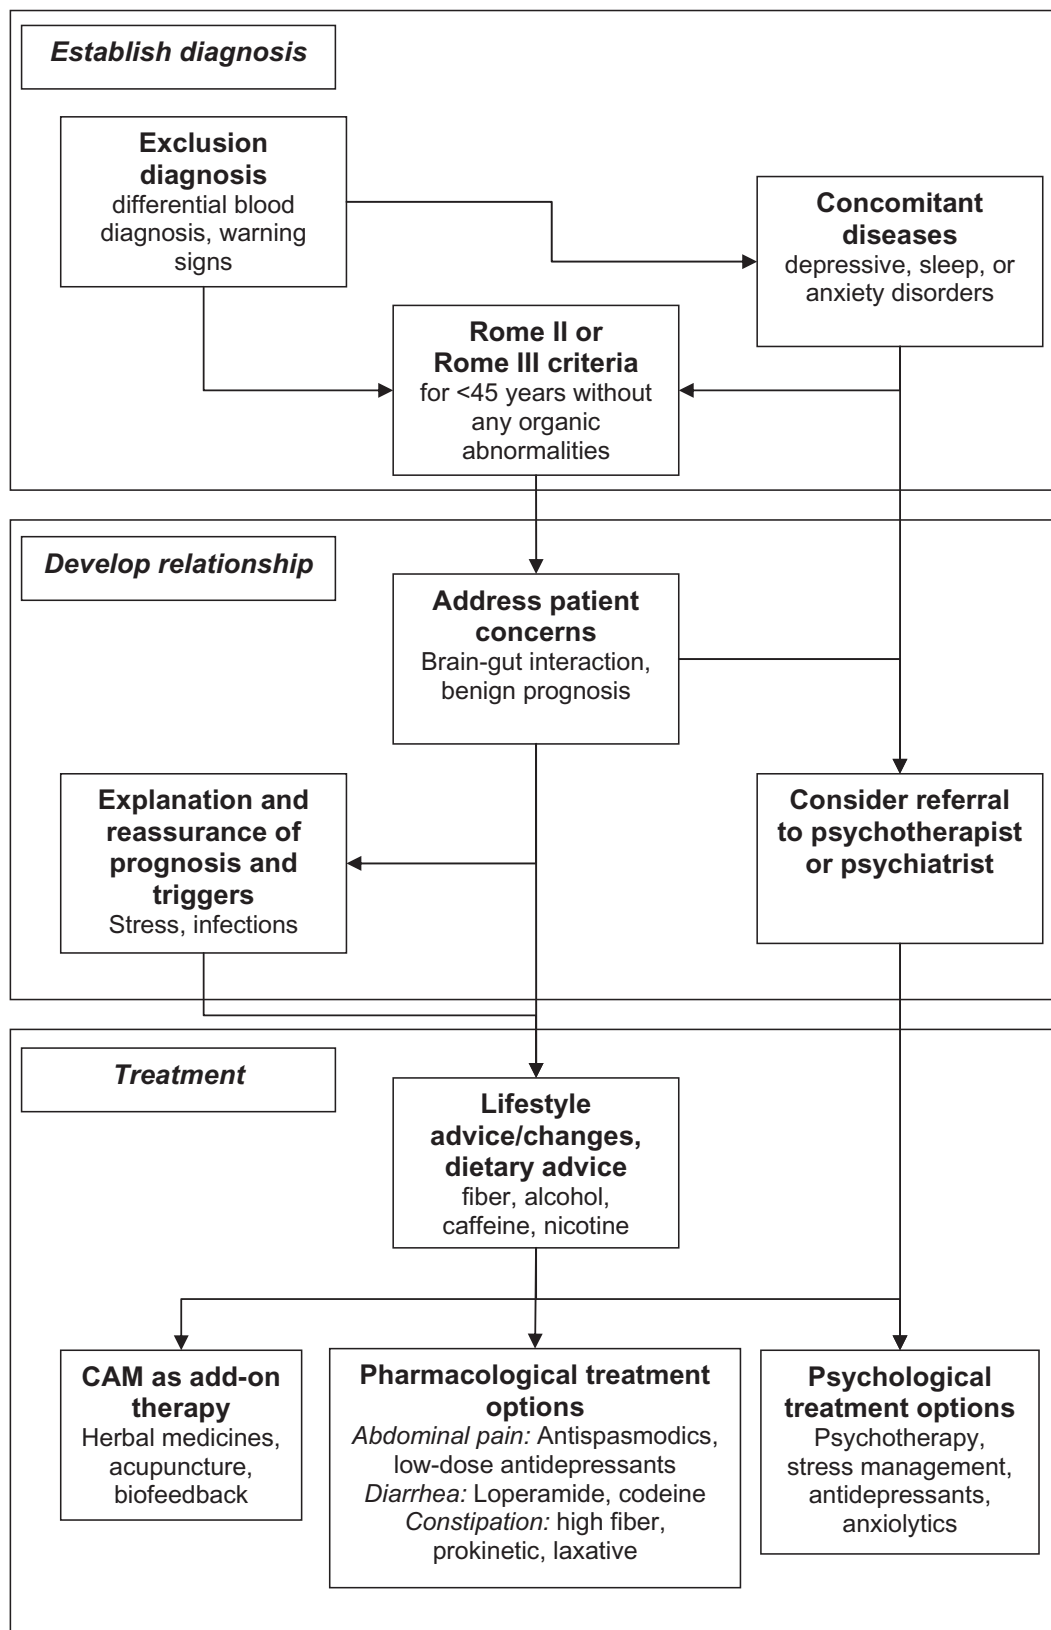 Establish diagnosis
Exclusion
diagnosis
differential blood
diagnosis, warning
signs
Concomitant
diseases
depressive, sleep, or
anxiety disorders
Rome II or
Rome III criteria
for <45 years without
any organic
abnormalities
Develop relationship
Address patient
concerns
Brain-gut interaction,
benign prognosis
Explanation and
reassurance of
prognosis and
triggers
Stress, infections
Consider referral
to psychotherapist
or psychiatrist
Treatment
Lifestyle
advice/changes,
dietary advice
fiber, alcohol,
caffeine, nicotine
CAM as add-on
therapy
Herbal medicines,
acupuncture,
biofeedback
Pharmacological treatment
options
Abdominal pain: Antispasmodics,
low-dose antidepressants
Diarrhea: Loperamide, codeine
Constipation: high fiber,
prokinetic, laxative
Psychological
treatment options
Psychotherapy,
stress management,
antidepressants,
anxiolytics